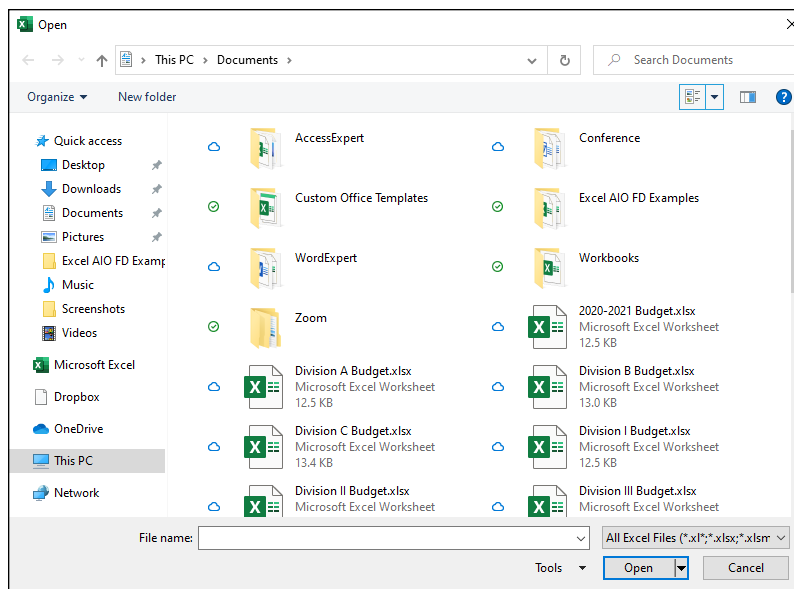 Open
This PC > Documents >
Search Documents
Organize
New folder
?
Quick access
Desktop
Downloads
Documents
Pictures
Excel AIO FD Examp
Music
Screenshots
Videos
Microsoft Excel
Dropbox
OneDrive
This PC
Network
AccessExpert
Conference
Custom Office Templates
Excel AIO FD Examples
WordExpert
Workbooks
Zoom
2020-2021 Budget.xlsx
Microsoft Excel Worksheet
12.5 KB
Division A Budget.xlsx
Microsoft Excel Worksheet
12.5 KB
Division B Budget.xlsx
Microsoft Excel Worksheet
13.0 KB
Division C Budget.xlsx
Microsoft Excel Worksheet
13.4 KB
Division I Budget.xlsx
Microsoft Excel Worksheet
12.5 KB
Division II Budget.xlsx
Microsoft Excel Worksheet
Division III Budget.xlsx
Microsoft Excel Worksheet
File name:
All Excel Files (*.xl*;*.xlsx;*.xlsm
Tools
Open
Cancel